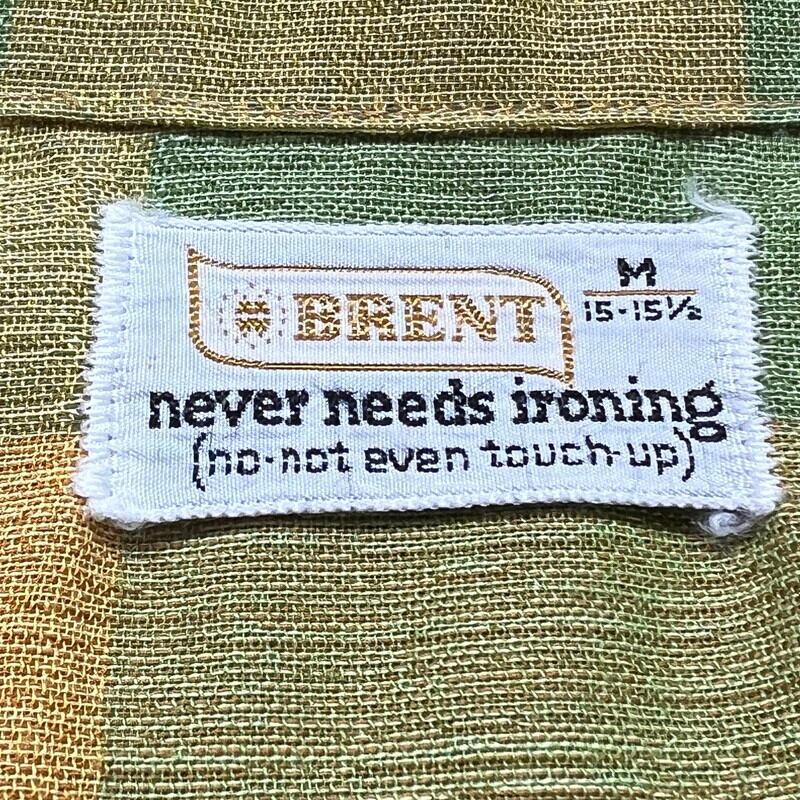 BRENT
M
15-15½
never needs ironing
(no-not even touch-up)